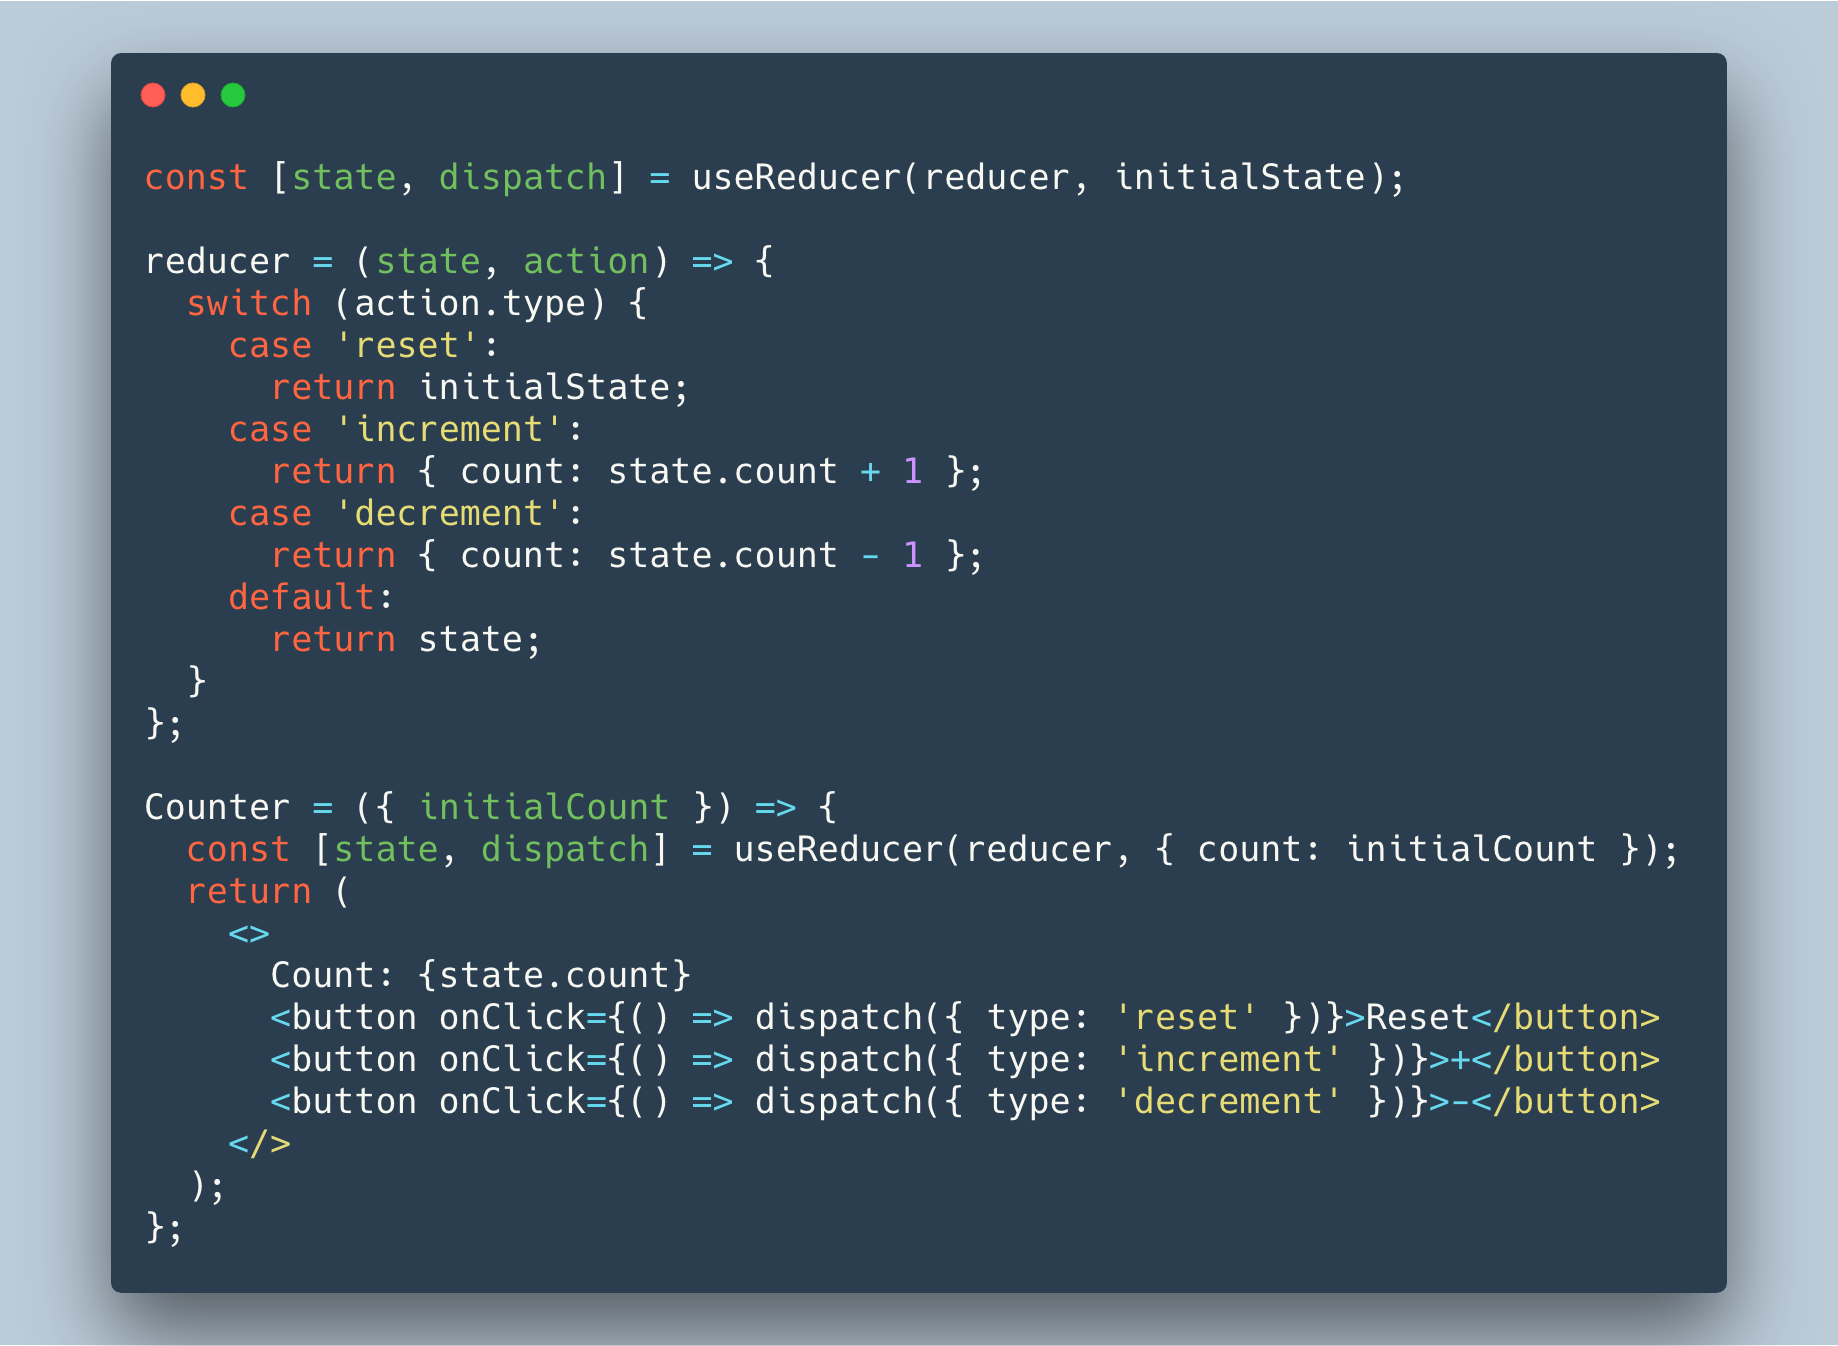 const [state, dispatch] = useReducer(reducer, initialState);

reducer = (state, action) => {
  switch (action.type) {
    case 'reset':
      return initialState;
    case 'increment':
      return { count: state.count + 1 };
    case 'decrement':
      return { count: state.count - 1 };
    default:
      return state;
  }
};

Counter = ({ initialCount }) => {
  const [state, dispatch] = useReducer(reducer, { count: initialCount });
  return (
    <>
      Count: {state.count}
      <button onClick={() => dispatch({ type: 'reset' })}>Reset</button>
      <button onClick={() => dispatch({ type: 'increment' })}>+</button>
      <button onClick={() => dispatch({ type: 'decrement' })}>-</button>
    </>
  );
};